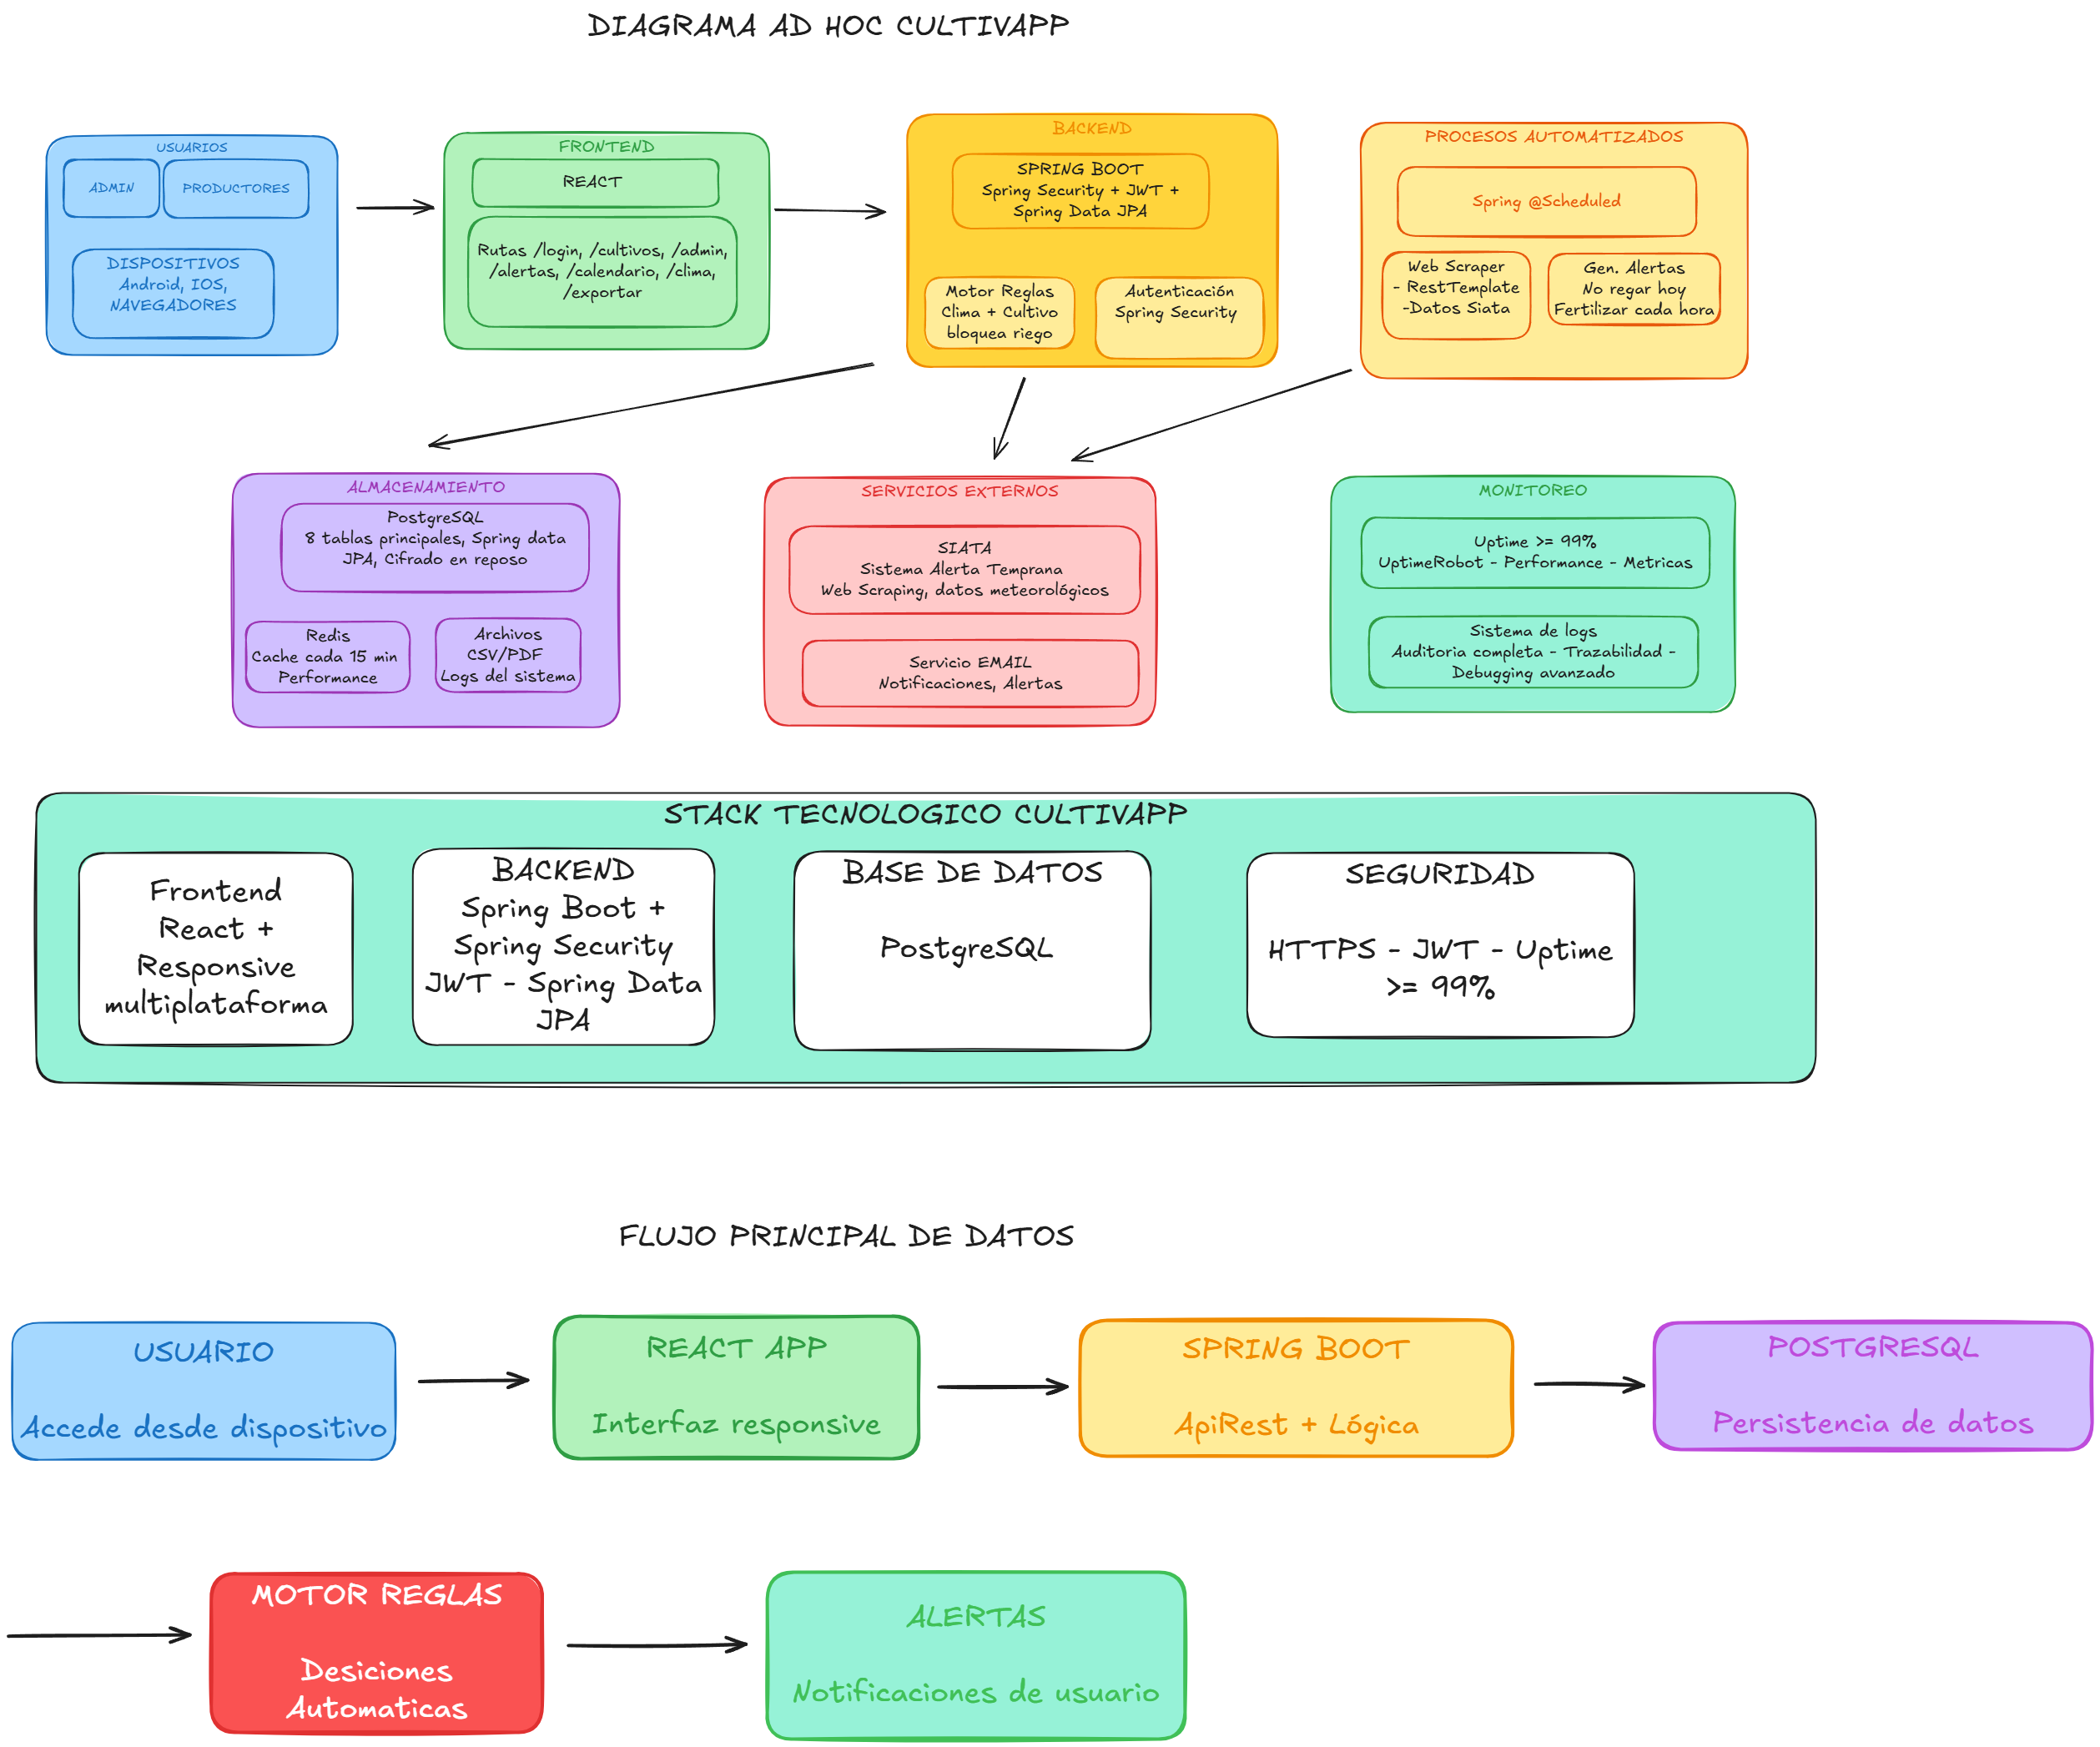 DIAGRAMA AD HOC CULTIVAPP
USUARIOS
ADMIN
PRODUCTORES
DISPOSITIVOS
Android, IOS,
NAVEGADORES
FRONTEND
REACT
Rutas /login, /cultivos, /admin,
/alertas, /calendario, /clima,
/exportar
BACKEND
SPRING BOOT
Spring Security + JWT +
Spring Data JPA
Motor Reglas
Clima + Cultivo
bloquea riego
Autenticación
Spring Security
PROCESOS AUTOMATIZADOS
Spring @Scheduled
Web Scraper
- RestTemplate
-Datos Siata
Gen. Alertas
No regar hoy
Fertilizar cada hora
ALMACENAMIENTO
PostgreSQL
8 tablas principales, Spring data
JPA, Cifrado en reposo
Redis
Cache cada 15 min
Performance
Archivos
CSV/PDF
Logs del sistema
SERVICIOS EXTERNOS
SIATA
Sistema Alerta Temprana
Web Scraping, datos meteorológicos
Servicio EMAIL
Notificaciones, Alertas
MONITOREO
Uptime >= 99%
UptimeRobot - Performance - Metricas
Sistema de logs
Auditoria completa - Trazabilidad -
Debugging avanzado
STACK TECNOLOGICO CULTIVAPP
Frontend
React +
Responsive
multiplataforma
BACKEND
Spring Boot +
Spring Security
JWT - Spring Data
JPA
BASE DE DATOS
PostgreSQL
SEGURIDAD
HTTPS - JWT - Uptime
>= 99%
FLUJO PRINCIPAL DE DATOS
USUARIO
Accede desde dispositivo
REACT APP
Interfaz responsive
SPRING BOOT
ApiRest + Lógica
POSTGRESQL
Persistencia de datos
MOTOR REGLAS
Desiciones
Automaticas
ALERTAS
Notificaciones de usuario